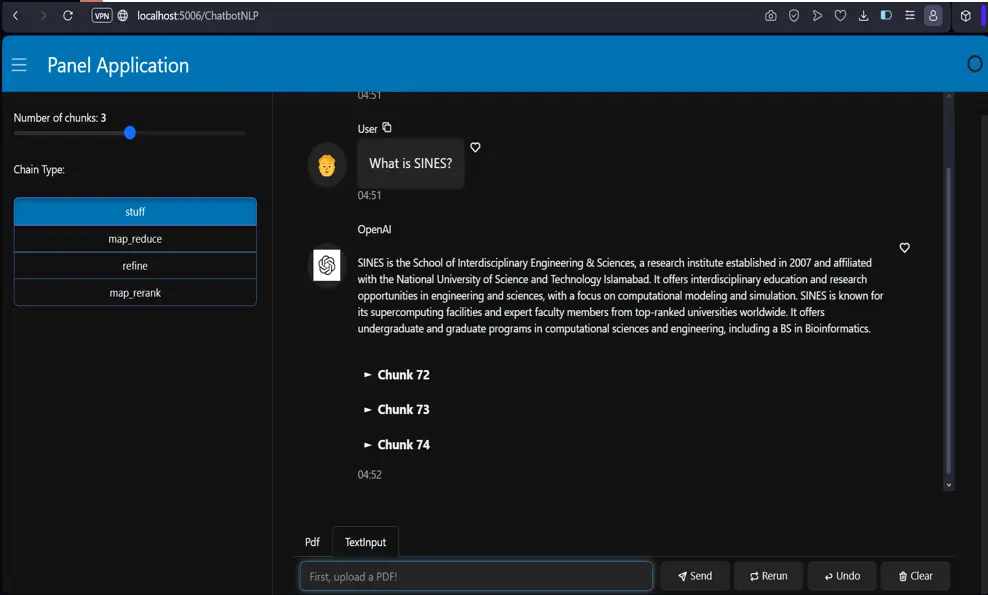 VPN localhost:5006/ChatbotNLP
Panel Application
Number of chunks: 3
Chain Type:
stuff
map_reduce
refine
map_rerank
04:51
User
What is SINES?
04:51
OpenAI
SINES is the School of Interdisciplinary Engineering & Sciences, a research institute established in 2007 and affiliated
with the National University of Science and Technology Islamabad. It offers interdisciplinary education and research
opportunities in engineering and sciences, with a focus on computational modeling and simulation. SINES is known for
its supercomputing facilities and expert faculty members from top-ranked universities worldwide. It offers
undergraduate and graduate programs in computational sciences and engineering, including a BS in Bioinformatics.
Chunk 72
Chunk 73
Chunk 74
04:52
Pdf TextInput
First, upload a PDF! Send Rerun Undo Clear